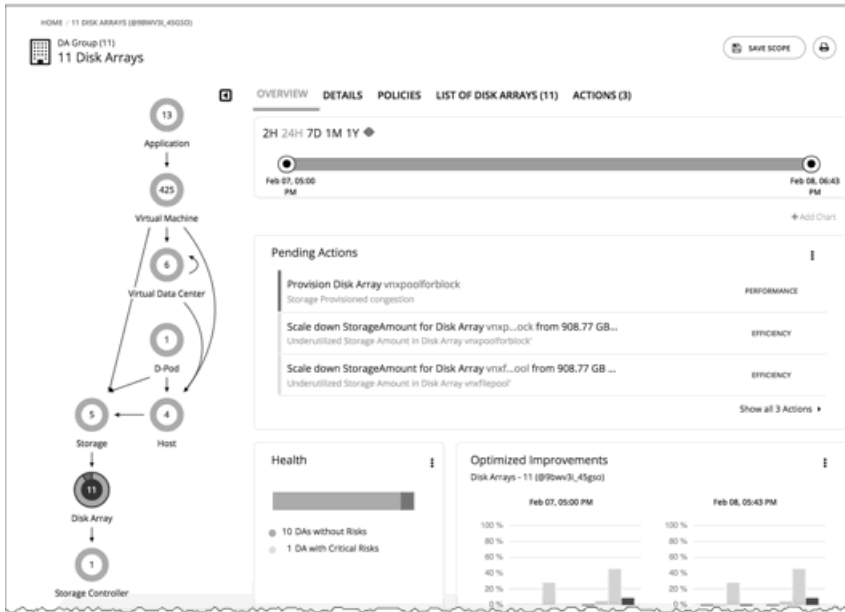 HOME / 11 DISK ARRAYS (@9BWV3I_45GSO)
DA Group (11)
11 Disk Arrays
SAVE SCOPE
OVERVIEW DETAILS POLICIES LIST OF DISK ARRAYS (11) ACTIONS (3)
2H 24H 7D 1M 1Y
Feb 07, 05:00
PM
Feb 08, 06:43
PM
+ Add Chart
13
Application
425
Virtual Machine
6
Virtual Data Center
1
D-Pod
5
Storage
4
Host
11
Disk Array
1
Storage Controller
Pending Actions
Provision Disk Array vnxpoolforblock
PERFORMANCE
Storage Provisioned congestion
Scale down StorageAmount for Disk Array vnxp...ock from 908.77 GB...
EFFICIENCY
Underutilized Storage Amount in Disk Array vnxpoolforblock'
Scale down StorageAmount for Disk Array vnxf...ool from 908.77 GB ...
EFFICIENCY
Underutilized Storage Amount in Disk Array vnxfilepool'
Show all 3 Actions
Health
10 DAs without Risks
1 DA with Critical Risks
Optimized Improvements
Disk Arrays - 11 (@9bwv3i_45gso)
Feb 07, 05:00 PM
100 %
80 %
60 %
40 %
20 %
0 %
Feb 08, 05:43 PM
100 %
80 %
60 %
40 %
20 %
0 %